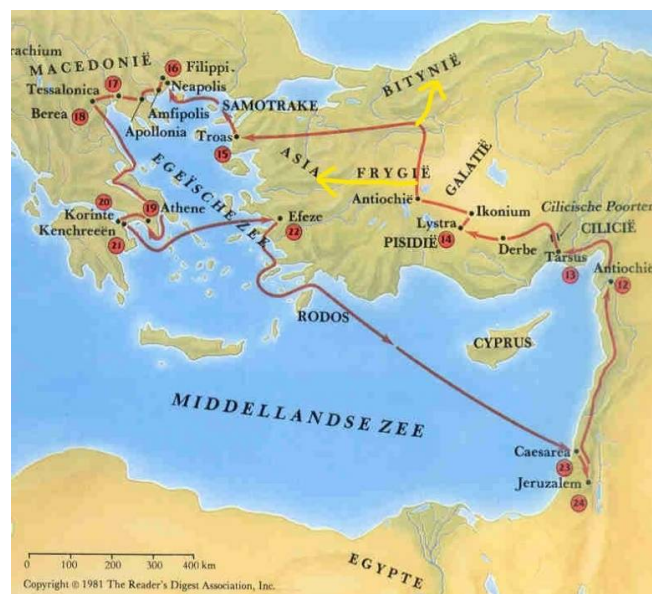 rachium
MACEDONIË
17
16
Filippi.
Tessalonica
Neapolis
Berea
18
Amfipolis
Apollonia
SAMOTRAKE
BITYNIË
Troas
15
ASIA
FRYGIË
GALATIË
EGEÏSCHE ZEE
Antiochië
Ikonium
Cilicische Poorten
20
19
Athene
Korinte
Kenchreeën
21
Efeze
22
Lystra
PISIDIË
14
Derbe
CILICIË
Tarsus
13
Antiochië
12
RODOS
CYPRUS
MIDDELLANDSE ZEE
Caesarea
23
Jeruzalem
24
0 100 200 300 400 km
EGYPTE
Copyright © 1981 The Reader's Digest Association, Inc.